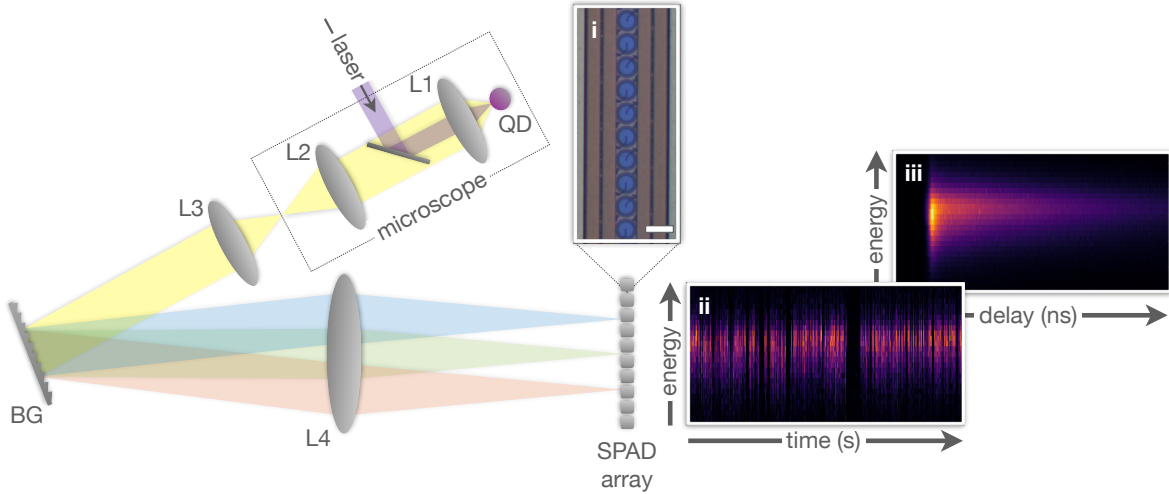 laser
L1
QD
L2
L3
microscope
BG
L4
i
SPAD
array
energy
ii
time (s)
energy
iii
delay (ns)